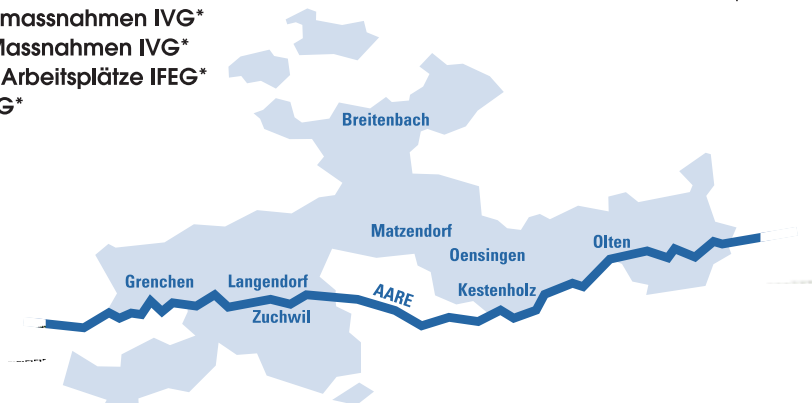 massnahmen IVG*
Massnahmen IVG*
Arbeitsplätze IFEG*
G*
Breitenbach
Matzendorf
Oensingen
Olten
Grenchen
Langendorf
Kestenholz
AARE
Zuchwil